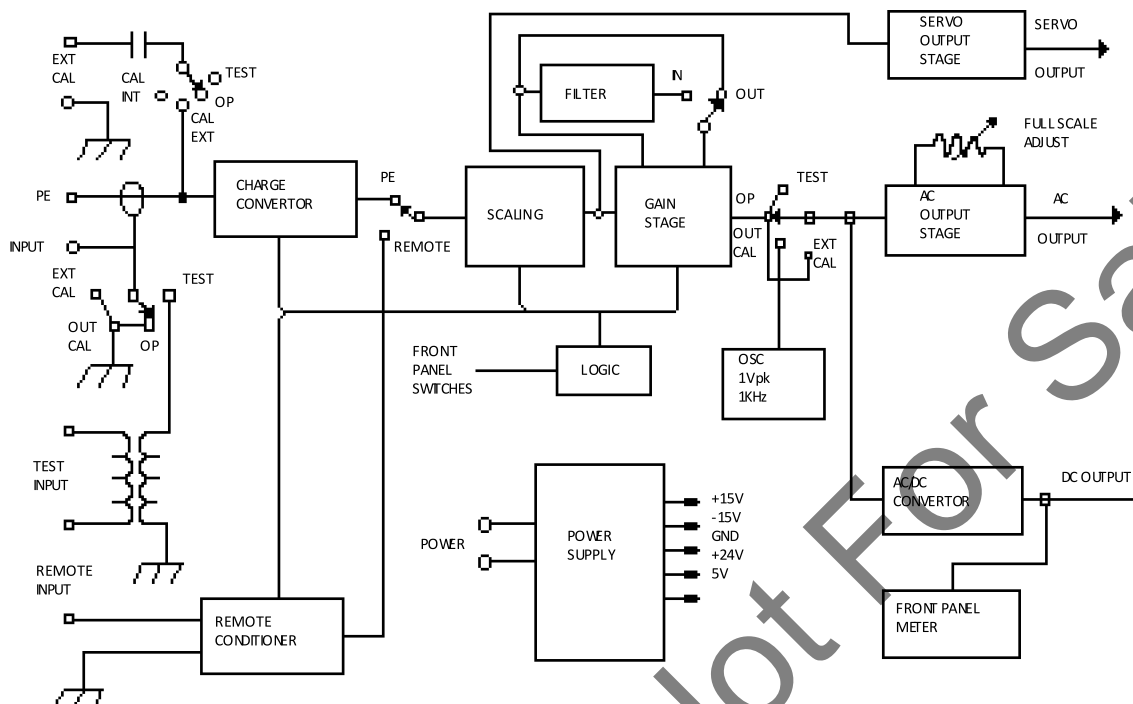 SERVO
OUTPUT
STAGE
SERVO
OUTPUT
EXT
CAL
CAL
INT
TEST
OP
CAL
EXT
FILTER
IN
OUT
FULL SCALE
ADJUST
PE
CHARGE
CONVERTOR
PE
REMOTE
SCALING
GAIN
STAGE
OP
OUT
CAL
TEST
EXT
CAL
AC
OUTPUT
STAGE
AC
OUTPUT
INPUT
EXT
CAL
TEST
OUT
CAL
OP
FRONT
PANEL
SWITCHES
LOGIC
OSC
1Vpk
1KHz
TEST
INPUT
POWER
POWER
SUPPLY
+15V
-15V
GND
+24V
5V
AC/DC
CONVERTOR
DC OUTPUT
REMOTE
INPUT
REMOTE
CONDITIONER
FRONT PANEL
METER
Not For Sa